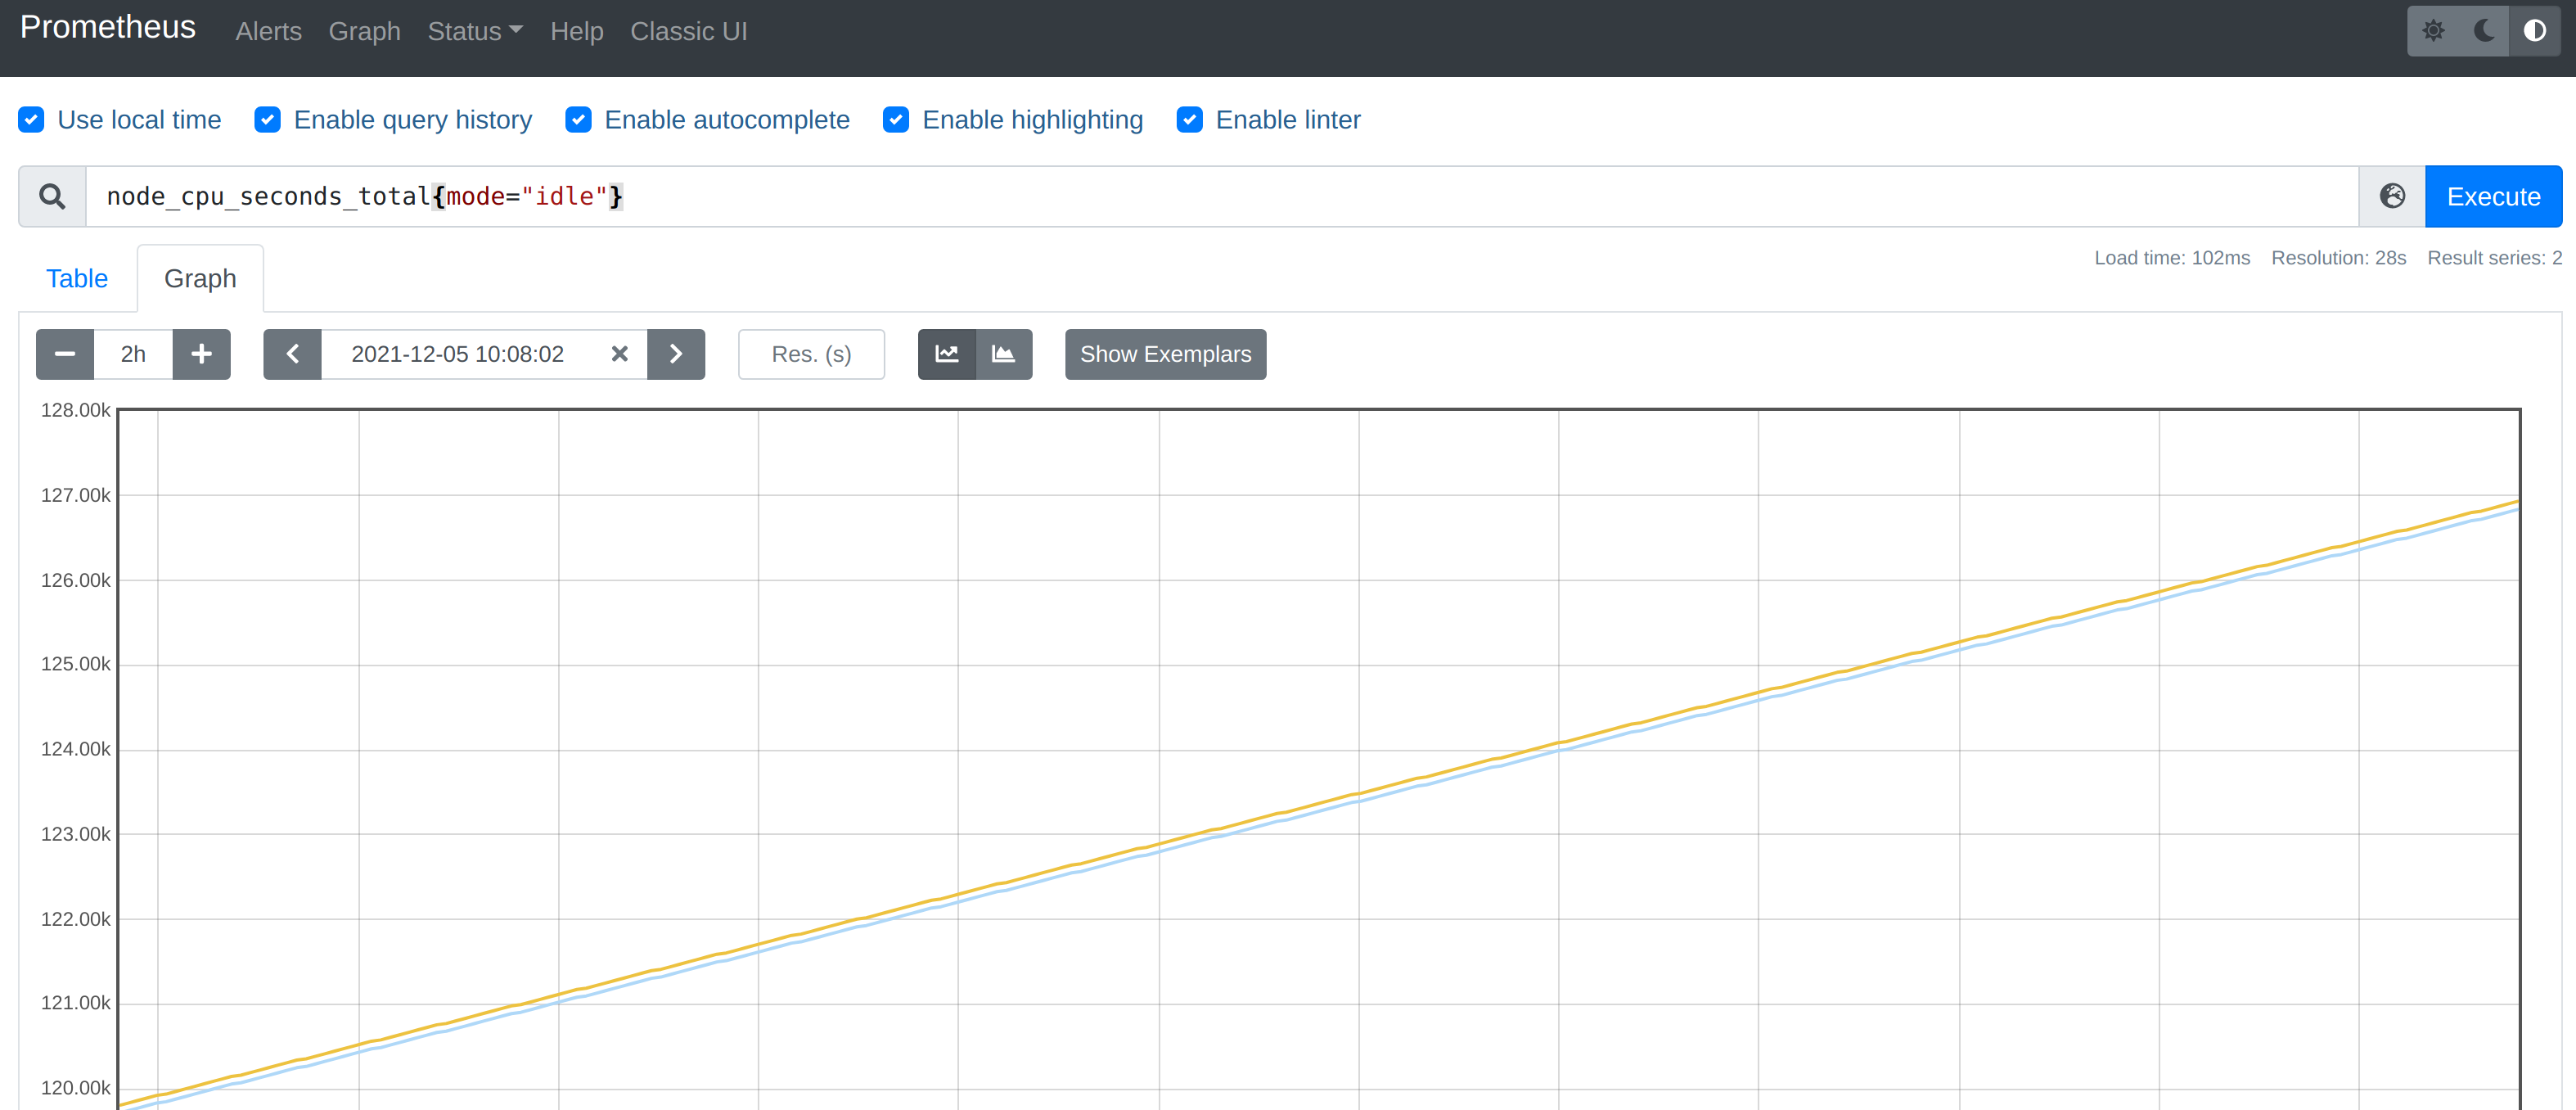 Prometheus Alerts Graph Status Help Classic UI
Use local time Enable query history Enable autocomplete Enable highlighting Enable linter
node_cpu_seconds_total{mode="idle"} Execute
Load time: 102ms Resolution: 28s Result series: 2
Table Graph
2h 2021-12-05 10:08:02 Res. (s) Show Exemplars
128.00k
127.00k
126.00k
125.00k
124.00k
123.00k
122.00k
121.00k
120.00k